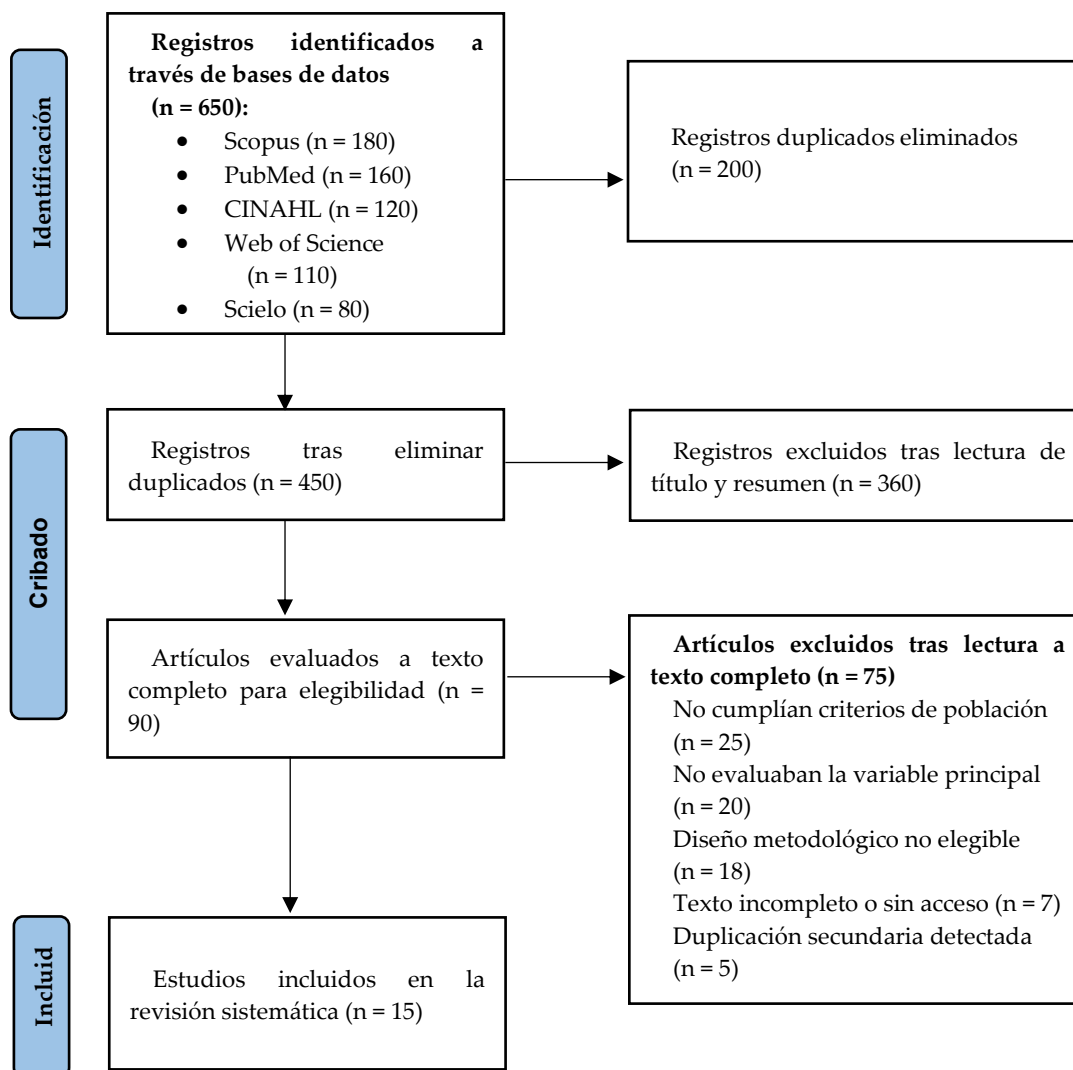 Identificación
Registros identificados a
través de bases de datos
(n = 650):
• Scopus (n = 180)
• PubMed (n = 160)
• CINAHL (n = 120)
• Web of Science
(n = 110)
• Scielo (n = 80)
Registros duplicados eliminados
(n = 200)
Cribado
Registros tras eliminar
duplicados (n = 450)
Registros excluidos tras lectura de
título y resumen (n = 360)
Artículos evaluados a texto
completo para elegibilidad (n =
90)
Artículos excluidos tras lectura a
texto completo (n = 75)
No cumplían criterios de población
(n = 25)
No evaluaban la variable principal
(n = 20)
Diseño metodológico no elegible
(n = 18)
Texto incompleto o sin acceso (n = 7)
Duplicación secundaria detectada
(n = 5)
Includ
Estudios incluidos en la
revisión sistemática (n = 15)